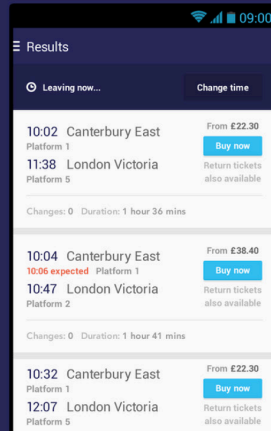 09:00
Results
Leaving now...
Change time
10:02 Canterbury East
From £22.30
Platform 1
Buy now
11:38 London Victoria
Return tickets
Platform 5
also available
Changes: 0 Duration: 1 hour 36 mins
10:04 Canterbury East
From £38.40
10:06 expected Platform 1
Buy now
10:47 London Victoria
Return tickets
Platform 2
also available
Changes: 0 Duration: 1 hour 41 mins
10:32 Canterbury East
From £22.30
Platform 1
Buy now
12:07 London Victoria
Return tickets
Platform 5
also available